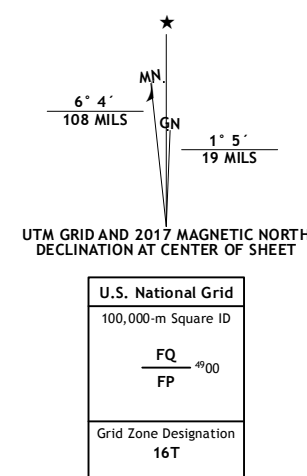 ★
MN
6° 4´
108 MILS
GN
1° 5´
19 MILS
UTM GRID AND 2017 MAGNETIC NORTH
DECLINATION AT CENTER OF SHEET
U.S. National Grid
100,000-m Square ID
FQ
⁴⁹00
FP
Grid Zone Designation
16T